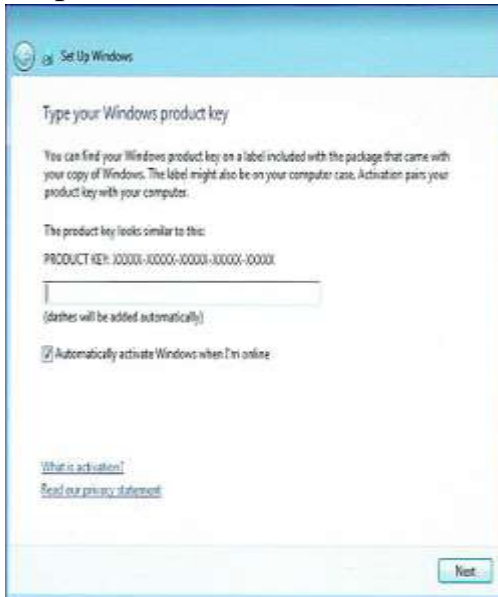 Set Up Windows
Type your Windows product key
You can find your Windows product key on a label included with the package that came with
your copy of Windows. The label might also be on your computer case. Activation pairs your
product key with your computer.
The product key looks similar to this:
PRODUCT KEY: XXXXX-XXXXX-XXXXX-XXXXX-XXXXX
(dashes will be added automatically)
Automatically activate Windows when I'm online
What is activation?
Read our privacy statement
Next